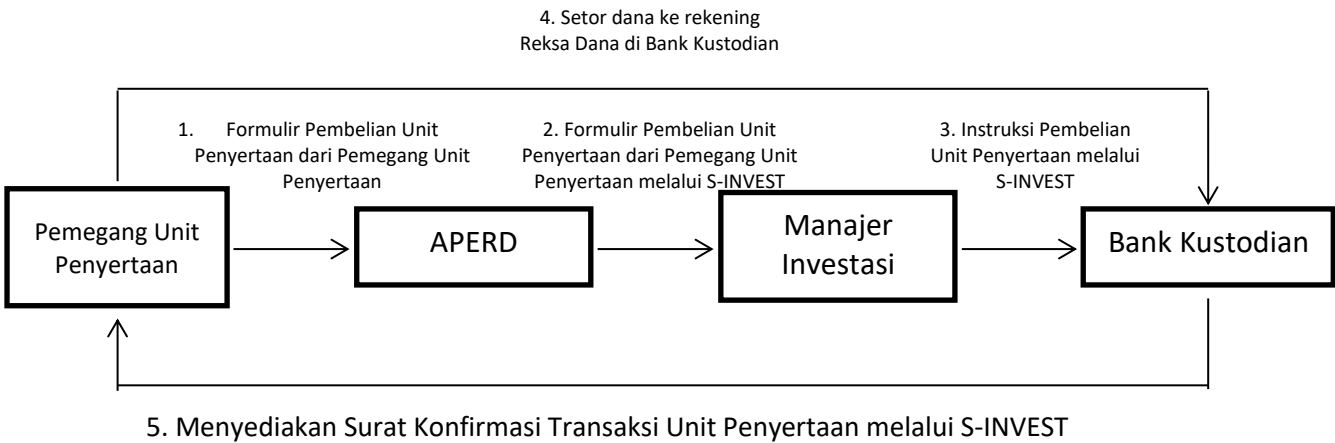 4. Setor dana ke rekening
Reksa Dana di Bank Kustodian
1. Formulir Pembelian Unit
Penyertaan dari Pemegang Unit
Penyertaan
2. Formulir Pembelian Unit
Penyertaan dari Pemegang Unit
Penyertaan melalui S-INVEST
3. Instruksi Pembelian
Unit Penyertaan melalui
S-INVEST
Pemegang Unit
Penyertaan
APERD
Manajer
Investasi
Bank Kustodian
5. Menyediakan Surat Konfirmasi Transaksi Unit Penyertaan melalui S-INVEST